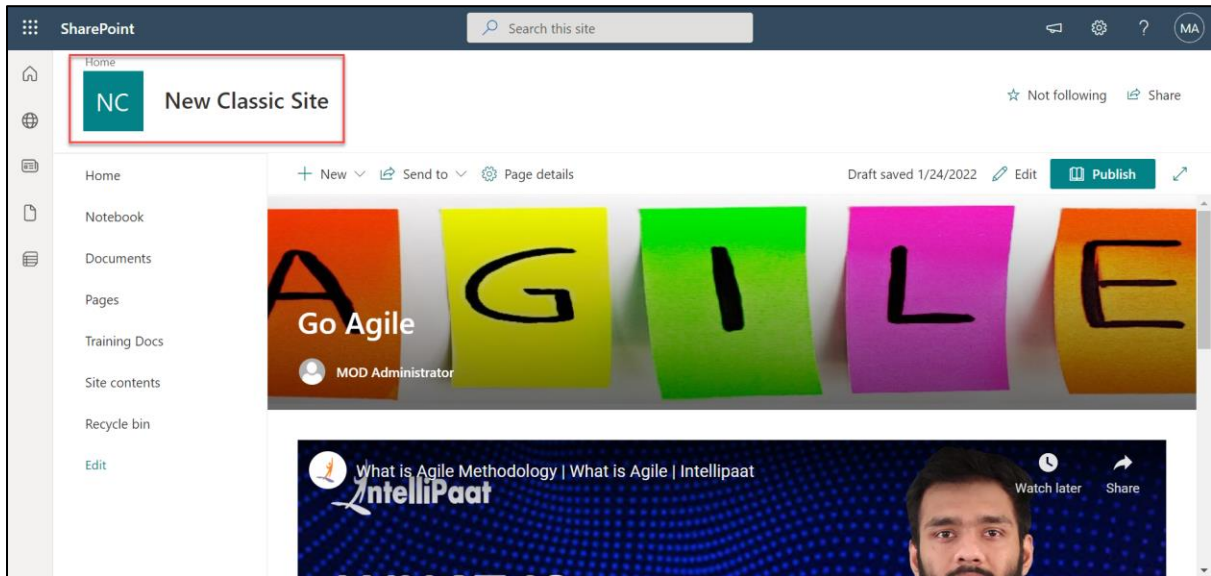 SharePoint
Search this site
?
MA
Home
NC
New Classic Site
Not following
Share
Home
Notebook
Documents
Pages
Training Docs
Site contents
Recycle bin
Edit
New
Send to
Page details
Draft saved 1/24/2022
Edit
Publish
AGILE
Go Agile
MOD Administrator
What is Agile Methodology | What is Agile | Intellipaat
IntelliPaat
Watch later
Share